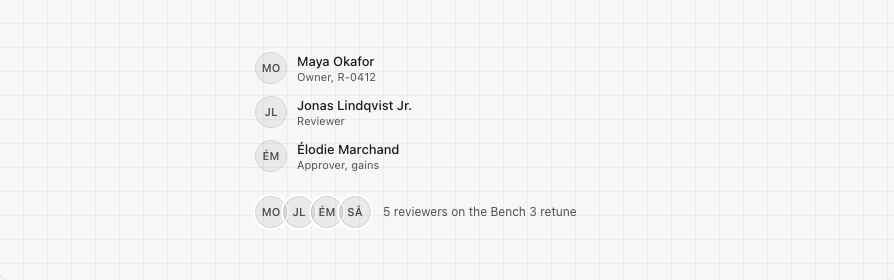 MO Maya Okafor
Owner, R-0412
JL Jonas Lindqvist Jr.
Reviewer
ÉM Élodie Marchand
Approver, gains
MO JL ÉM SÅ 5 reviewers on the Bench 3 retune